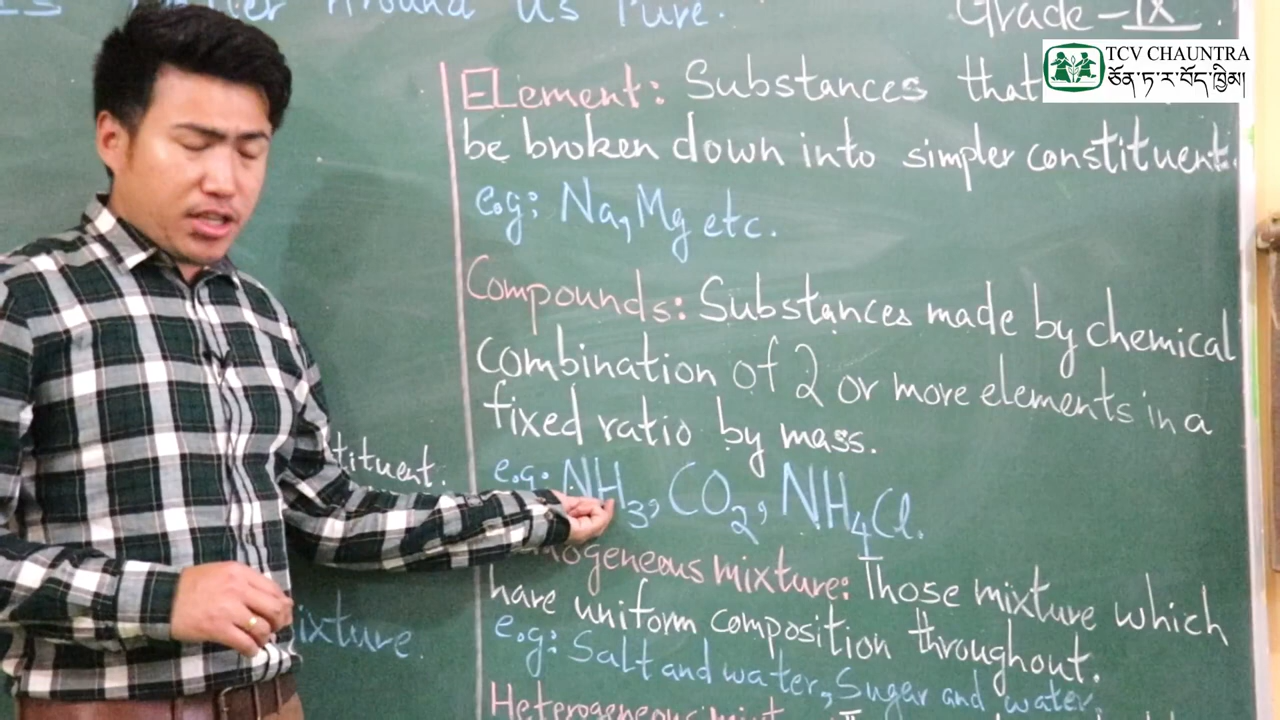 Matter Around Us Pure.
Grade - IX.
TCV CHAUNTRA
ཅོན་ཏ་ར་བོད་ཁྱིམ།
Element: Substances that
be broken down into simpler constituent.
e.g: Na, Mg etc.
Compounds: Substances made by chemical
combination of 2 or more elements in a
fixed ratio by mass.
e.g: NH3, CO2, NH4Cl.
mogeneous mixture: Those mixture which
have uniform composition throughout.
e.g: Salt and water, Sugar and water.
tituent.
ixture.